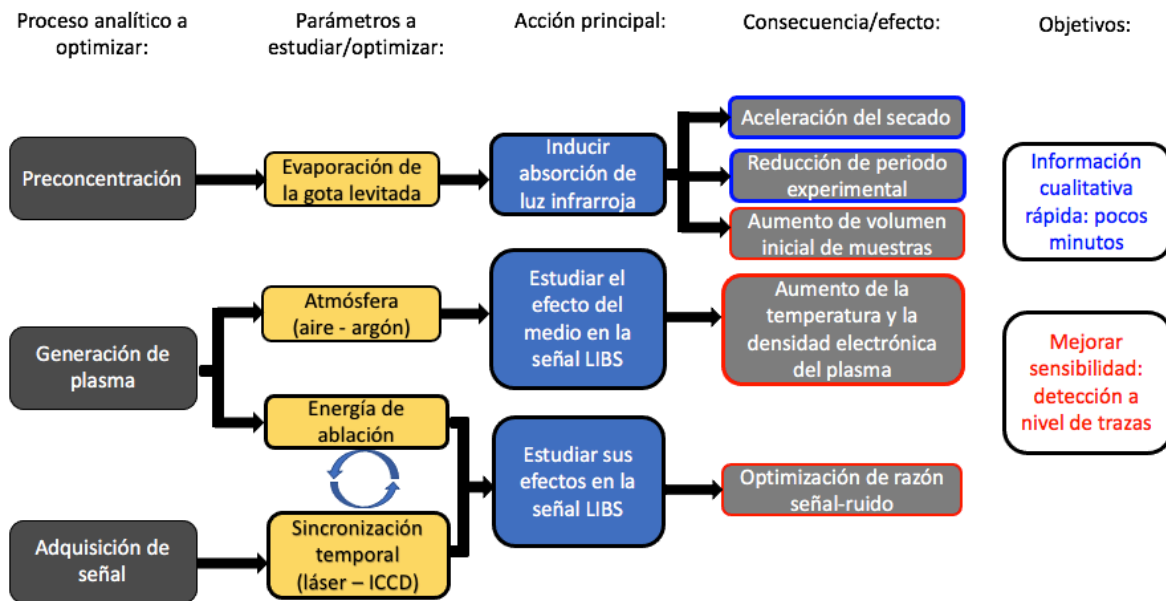 Proceso analítico a
optimizar:
Parámetros a
estudiar/optimizar:
Acción principal:
Consecuencia/efecto:
Objetivos:
Preconcentración
Evaporación de
la gota levitada
Inducir
absorción de
luz infrarroja
Aceleración del secado
Reducción de periodo
experimental
Aumento de volumen
inicial de muestras
Información
cualitativa
rápida: pocos
minutos
Generación de
plasma
Atmósfera
(aire - argón)
Estudiar el
efecto del
medio en la
señal LIBS
Aumento de la
temperatura y la
densidad electrónica
del plasma
Mejorar
sensibilidad:
detección a
nivel de trazas
Energía de
ablación
Estudiar sus
efectos en la
señal LIBS
Optimización de razón
señal-ruido
Adquisición de
señal
Sincronización
temporal
(láser – ICCD)